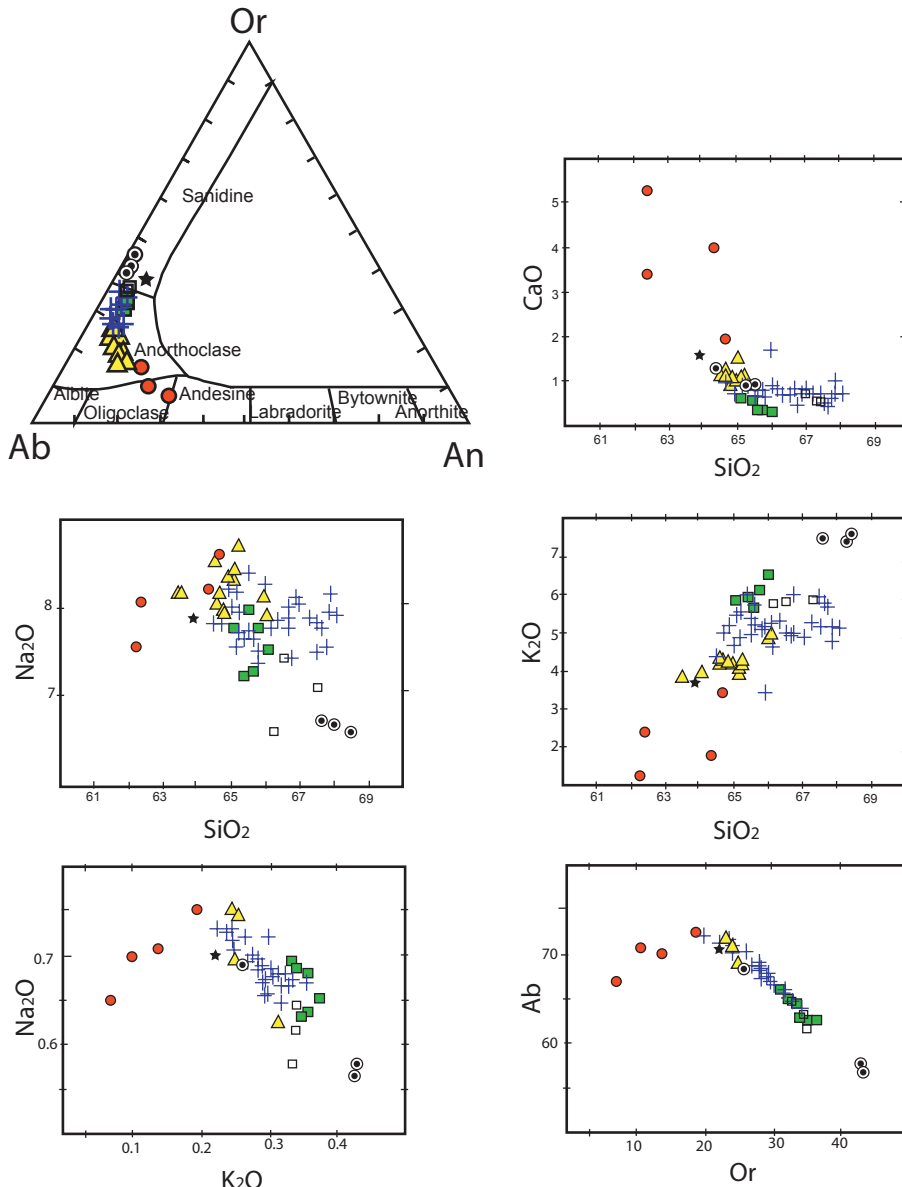 Or
Sanidine
Anorthoclase
Albite
Oligoclase
Andesine
Labradorite
Bytownite
Anorthite
Ab
An
CaO
5
4
3
2
1
61 63 65 67 69
SiO2
Na2O
8
7
61 63 65 67 69
SiO2
K2O
7
6
5
4
3
2
61 63 65 67 69
SiO2
Na2O
0.7
0.6
0.1 0.2 0.3 0.4
K2O
Ab
70
60
10 20 30 40
Or